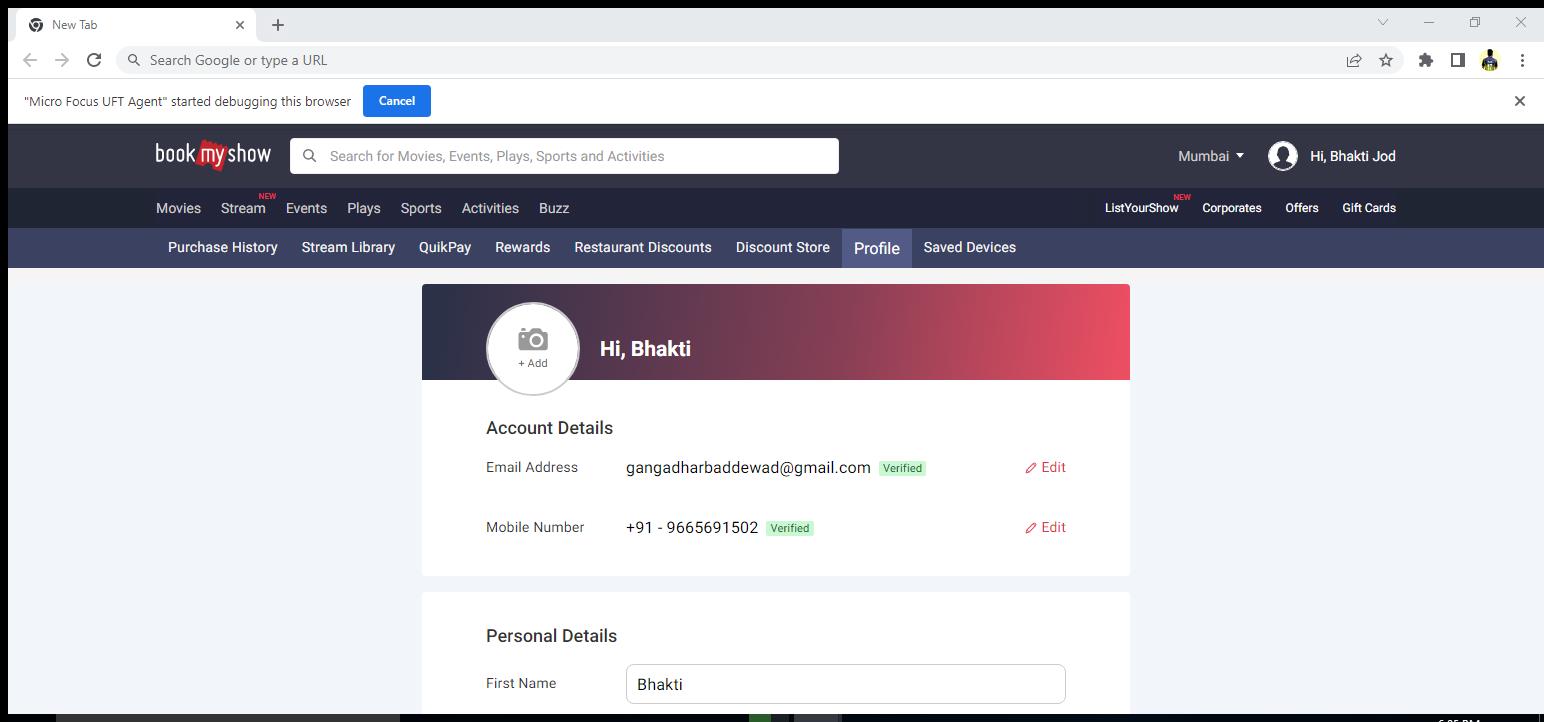 New Tab
Search Google or type a URL
"Micro Focus UFT Agent" started debugging this browser Cancel
bookmyshow Search for Movies, Events, Plays, Sports and Activities Mumbai Hi, Bhakti Jod
Movies Stream NEW Events Plays Sports Activities Buzz ListYourShow NEW Corporates Offers Gift Cards
Purchase History Stream Library QuikPay Rewards Restaurant Discounts Discount Store Profile Saved Devices
+ Add
Hi, Bhakti
Account Details
Email Address gangadharbaddewad@gmail.com Verified Edit
Mobile Number +91 - 9665691502 Verified Edit
Personal Details
First Name Bhakti